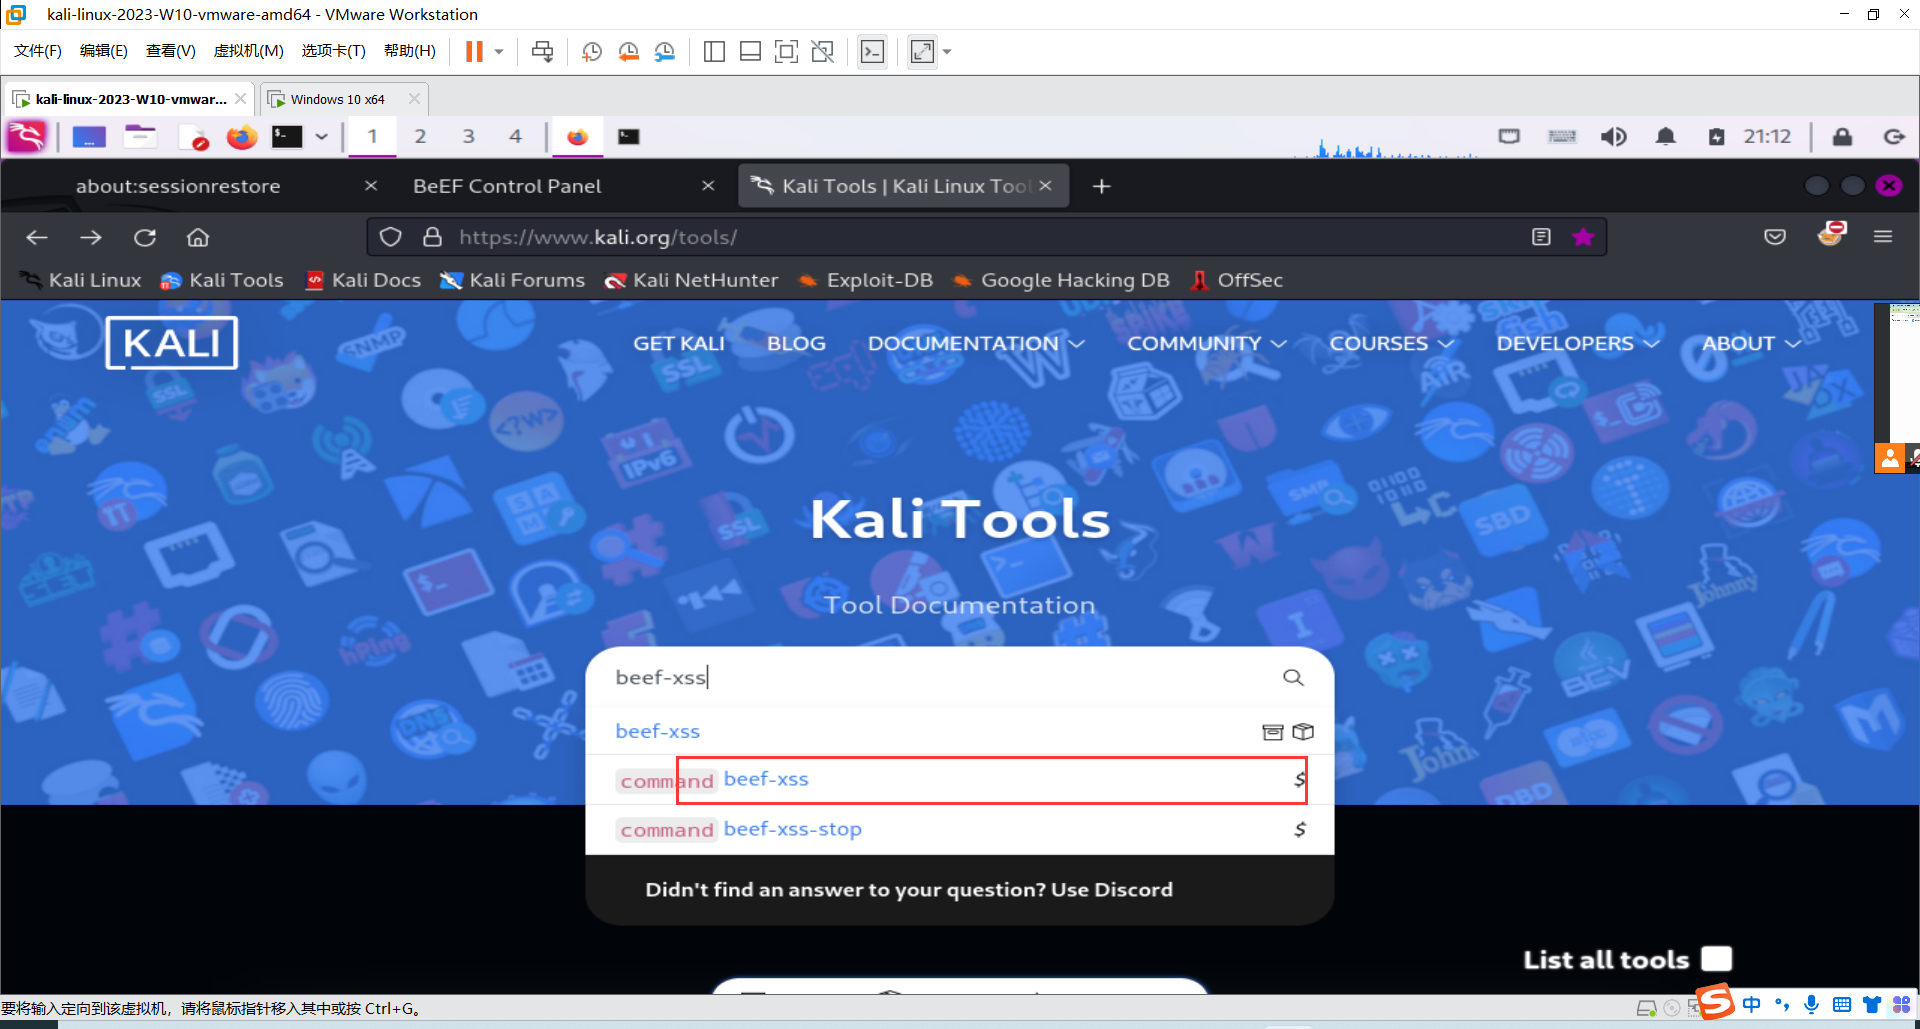 kali-linux-2023-W10-vmware-amd64 - VMware Workstation
文件(F) 编辑(E) 查看(V) 虚拟机(M) 选项卡(T) 帮助(H)
kali-linux-2023-W10-vmwar... Windows 10 x64
1 2 3 4 21:12
about:sessionrestore BeEF Control Panel Kali Tools | Kali Linux Tool
https://www.kali.org/tools/
Kali Linux Kali Tools Kali Docs Kali Forums Kali NetHunter Exploit-DB Google Hacking DB OffSec
KALI GET KALI BLOG DOCUMENTATION COMMUNITY COURSES DEVELOPERS ABOUT
Kali Tools
Tool Documentation
beef-xss
beef-xss
command beef-xss $
command beef-xss-stop $
Didn't find an answer to your question? Use Discord
List all tools
要将输入定向到该虚拟机，请将鼠标指针移入其中或按 Ctrl+G。
中